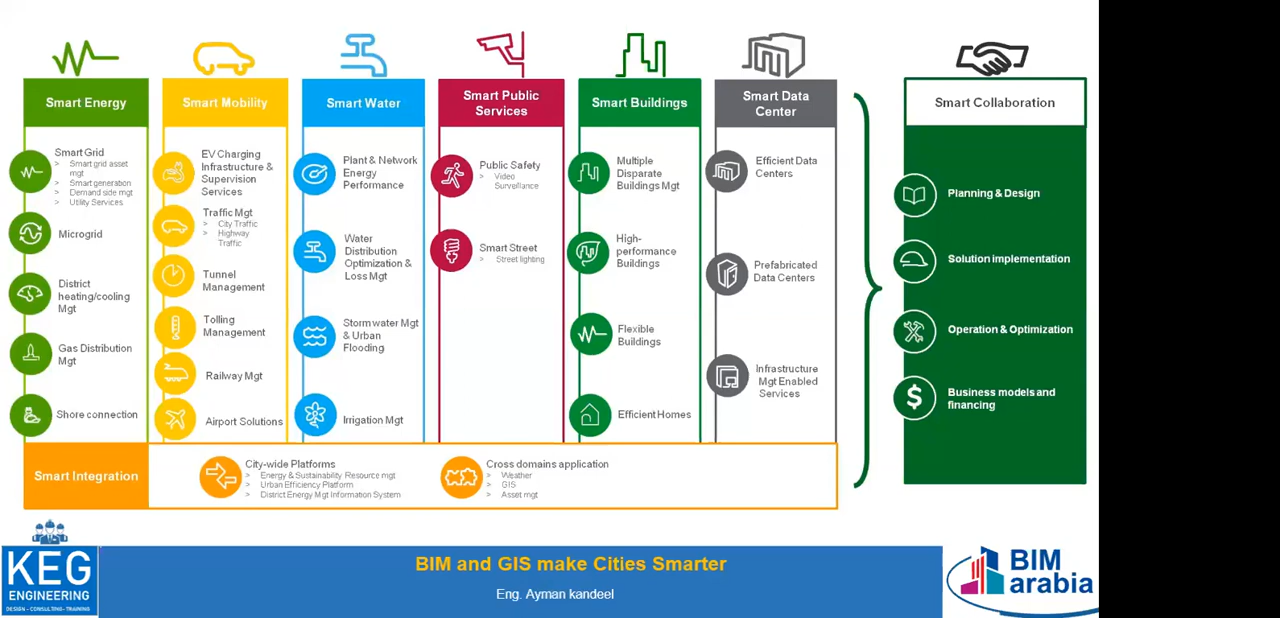 Smart Energy
Smart Grid
> Smart grid asset
mgt
> Smart generation
> Demand side mgt
> Utility Services
Microgrid
District
heating/cooling
Mgt
Gas Distribution
Mgt
Shore connection
Smart Mobility
EV Charging
Infrastructure &
Supervision
Services
Traffic Mgt
> City Traffic
> Highway
Traffic
Tunnel
Management
Tolling
Management
Railway Mgt
Airport Solutions
Smart Water
Plant & Network
Energy
Performance
Water
Distribution
Optimization &
Loss Mgt
Stormwater Mgt
& Urban
Flooding
Irrigation Mgt
Smart Public
Services
Public Safety
> Video
Survellance
Smart Street
> Street lighting
Smart Buildings
Multiple
Disparate
Buildings Mgt
High-
performance
Buildings
Flexible
Buildings
Efficient Homes
Smart Data
Center
Efficient Data
Centers
Prefabricated
Data Centers
Infrastructure
Mgt Enabled
Services
Smart Collaboration
Planning & Design
Solution implementation
Operation & Optimization
$
Business models and
financing
Smart Integration
City-wide Platforms
> Energy & Sustainability Resource mgt
> Urban Efficiency Platform
> District Energy Mgt Information System
Cross domains application
> Weather
> GIS
> Asset mgt
KEG
ENGINEERING
DESIGN - CONSULTING - TRAINING
BIM and GIS make Cities Smarter
Eng. Ayman kandeel
BIM
arabia